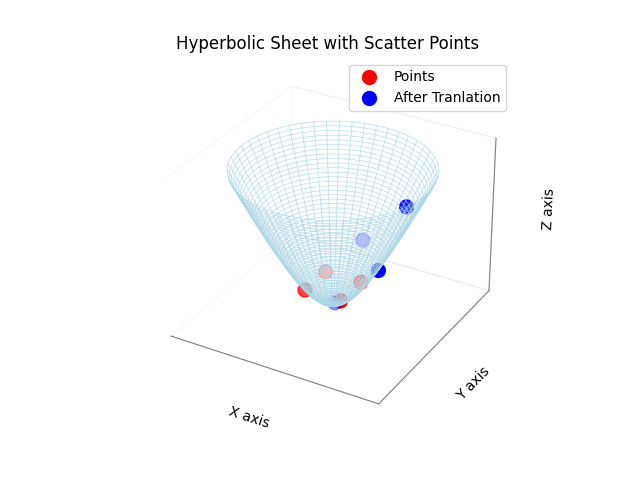 Hyperbolic Sheet with Scatter Points
Points
After Tranlation
Z axis
Y axis
X axis